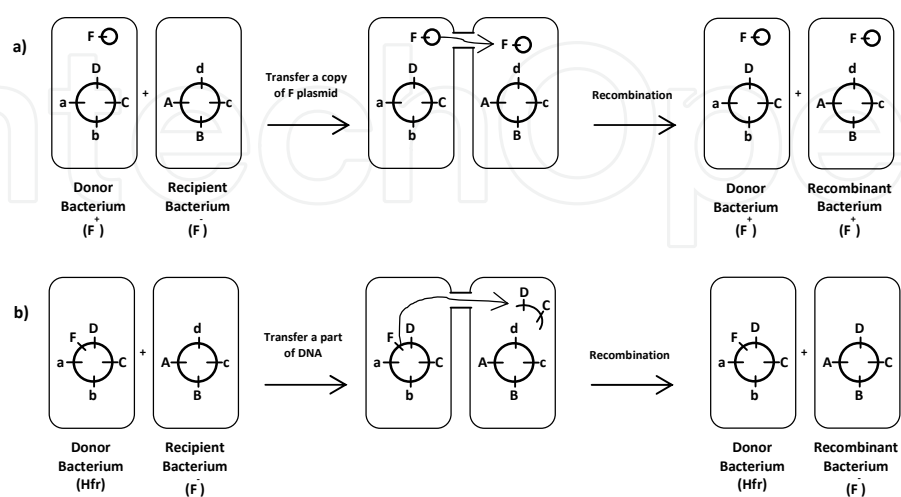 a)
F
D
a
C
b
+
d
A
c
B
Donor
Bacterium
+
(F)
Recipient
Bacterium
-
(F)
Transfer a copy
of F plasmid
F
D
a
C
b
F
d
A
c
B
Recombination
F
D
a
C
b
+
F
d
A
c
B
Donor
Bacterium
+
(F)
Recombinant
Bacterium
+
(F)
b)
F
D
a
C
b
+
d
A
c
B
Donor
Bacterium
(Hfr)
Recipient
Bacterium
-
(F)
Transfer a part
of DNA
F
D
a
C
b
D
C
d
A
c
B
Recombination
F
D
a
C
b
+
D
A
C
B
Donor
Bacterium
(Hfr)
Recombinant
Bacterium
-
(F)
ntechOpe